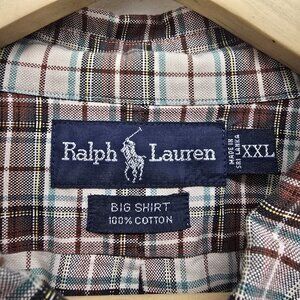 Ralph Lauren
MADE IN
SRI LANKA
XXL
BIG SHIRT
100% COTTON